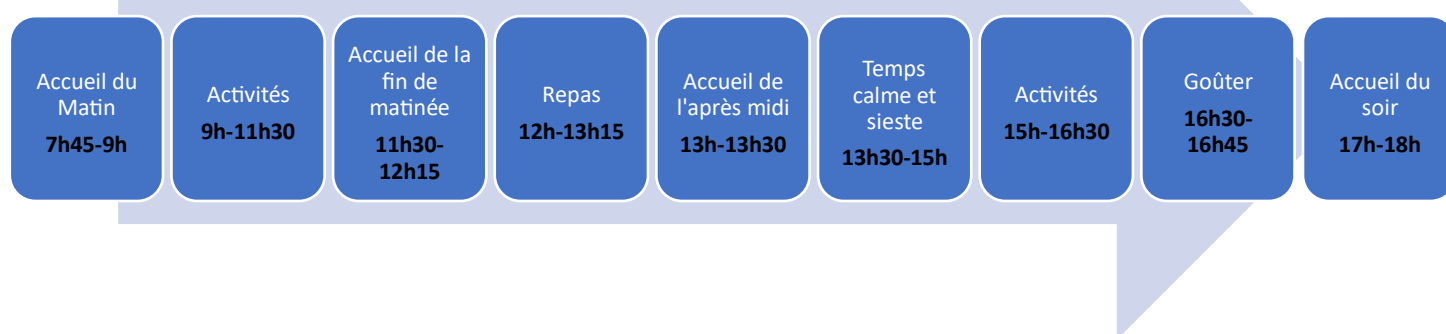 Accueil du
Matin
7h45-9h
Activités
9h-11h30
Accueil de la
fin de
matinée
11h30-
12h15
Repas
12h-13h15
Accueil de
l'après midi
13h-13h30
Temps
calme et
sieste
13h30-15h
Activités
15h-16h30
Goûter
16h30-
16h45
Accueil du
soir
17h-18h